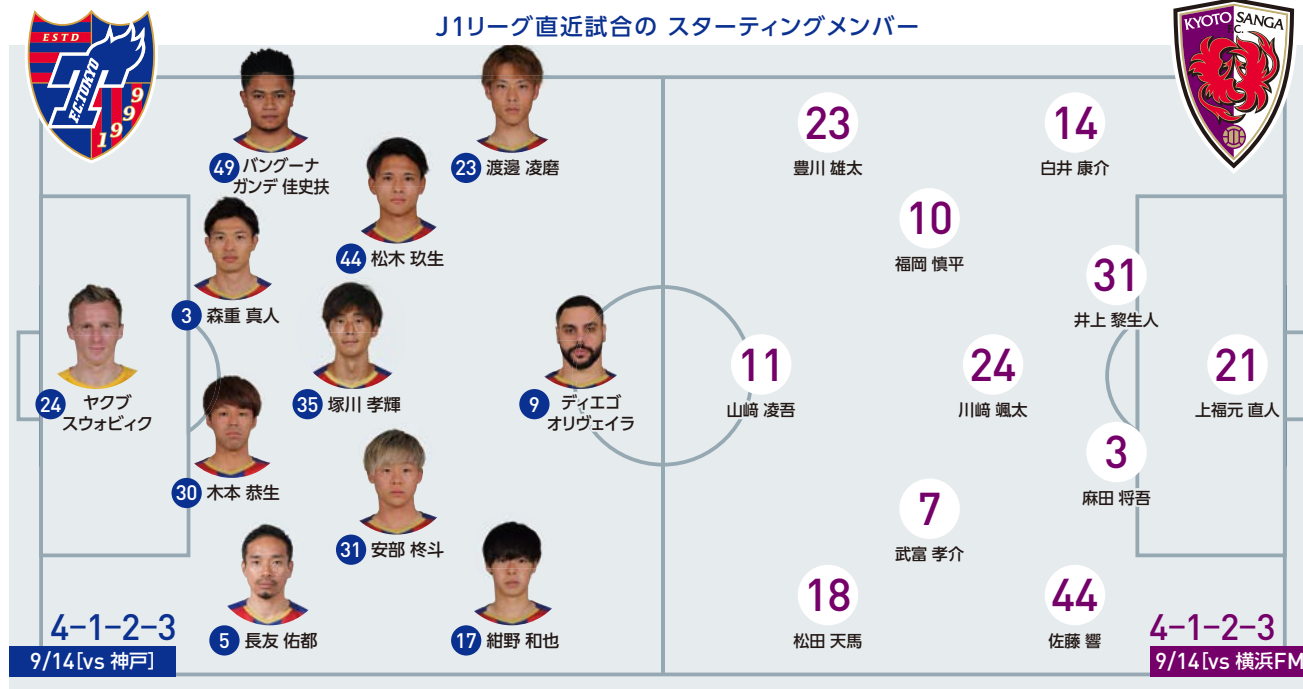 J1リーグ直近試合の スターティングメンバー
ESTD
F.C.TOKYO
1999
KYOTO SANGA
F.C.
49 バングーナ
ガンデ 佳史扶
23 渡邊 凌磨
44 松木 玖生
3 森重 真人
24 ヤクブ
スウォビィク
35 塚川 孝輝
9 ディエゴ
オリヴェイラ
30 木本 恭生
31 安部 柊斗
5 長友 佑都
17 紺野 和也
4-1-2-3
9/14[vs 神戸]
23
豊川 雄太
14
白井 康介
10
福岡 慎平
31
井上 黎生人
11
山﨑 凌吾
24
川﨑 颯太
21
上福元 直人
3
麻田 将吾
7
武富 孝介
18
松田 天馬
44
佐藤 響
4-1-2-3
9/14[vs 横浜FM